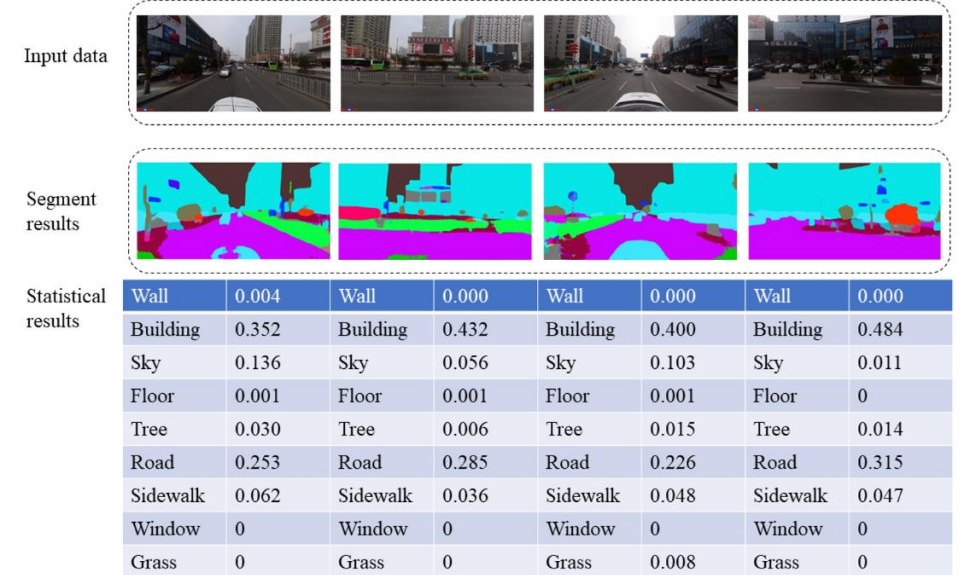 Input data
Segment
results
Statistical
results
Wall 0.004 Wall 0.000 Wall 0.000 Wall 0.000
Building 0.352 Building 0.432 Building 0.400 Building 0.484
Sky 0.136 Sky 0.056 Sky 0.103 Sky 0.011
Floor 0.001 Floor 0.001 Floor 0.001 Floor 0
Tree 0.030 Tree 0.006 Tree 0.015 Tree 0.014
Road 0.253 Road 0.285 Road 0.226 Road 0.315
Sidewalk 0.062 Sidewalk 0.036 Sidewalk 0.048 Sidewalk 0.047
Window 0 Window 0 Window 0 Window 0
Grass 0 Grass 0 Grass 0.008 Grass 0